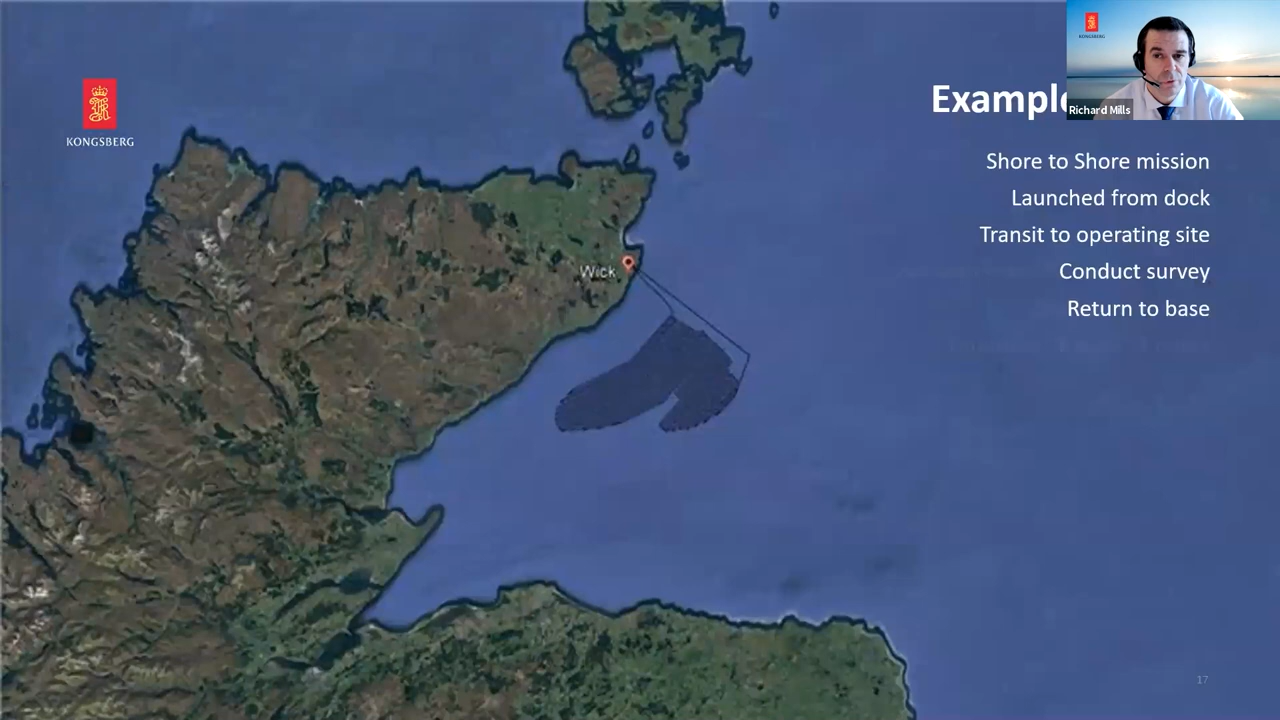 KONGSBERG
Example
Shore to Shore mission
Launched from dock
Transit to operating site
Conduct survey
Return to base
Wick
KONGSBERG
Richard Mills
17